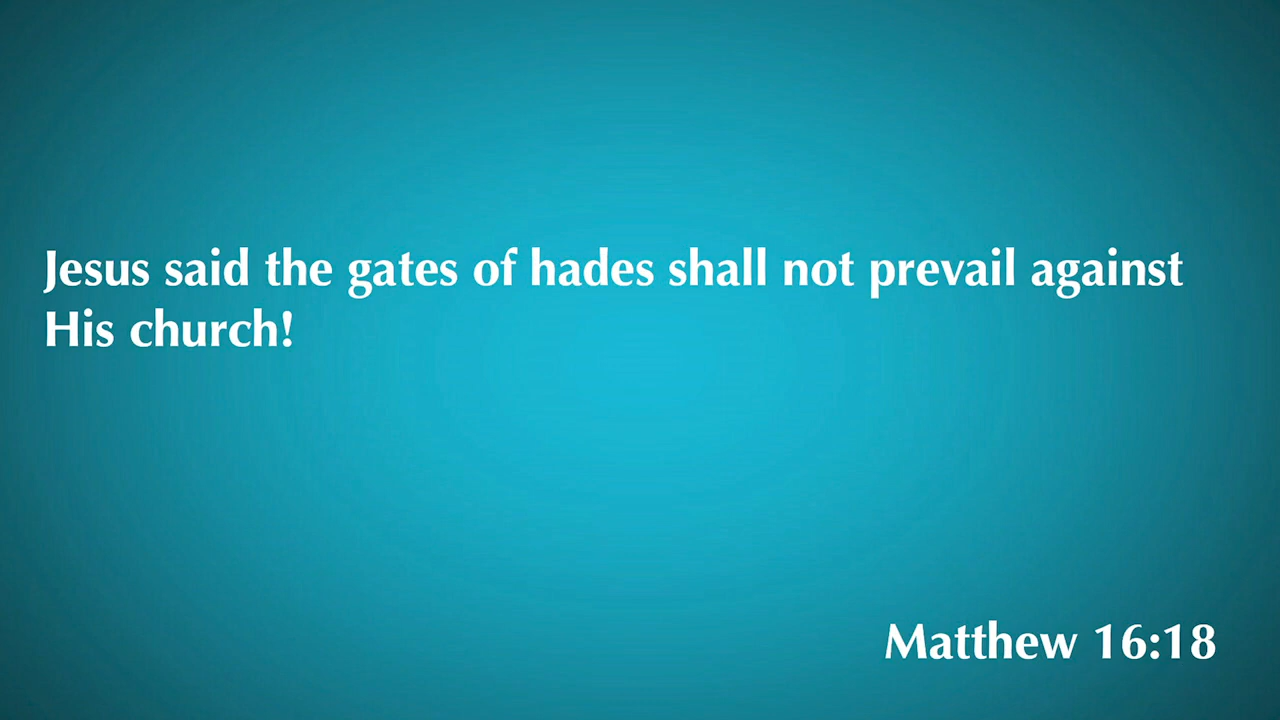 Jesus said the gates of hades shall not prevail against
His church!
Matthew 16:18